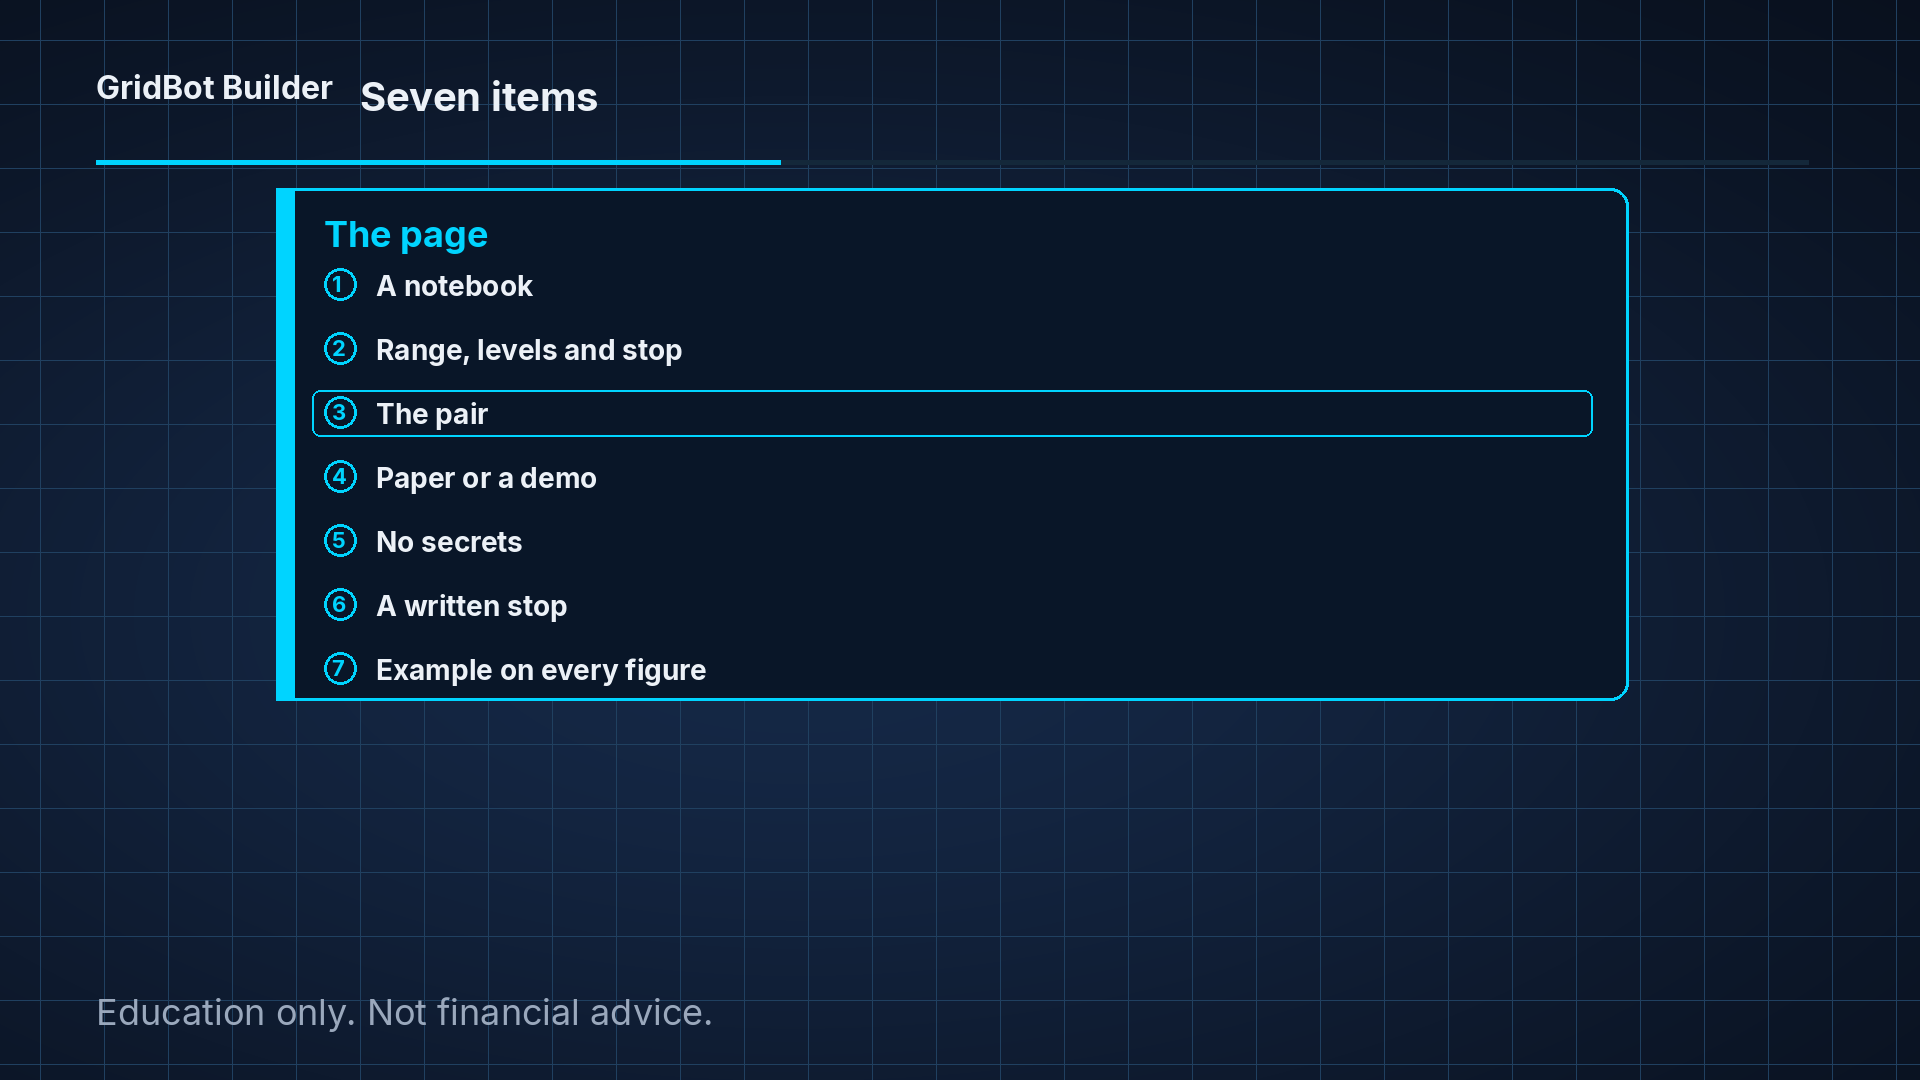 GridBot Builder
Seven items
The page
1 A notebook
2 Range, levels and stop
3 The pair
4 Paper or a demo
5 No secrets
6 A written stop
7 Example on every figure
Education only. Not financial advice.